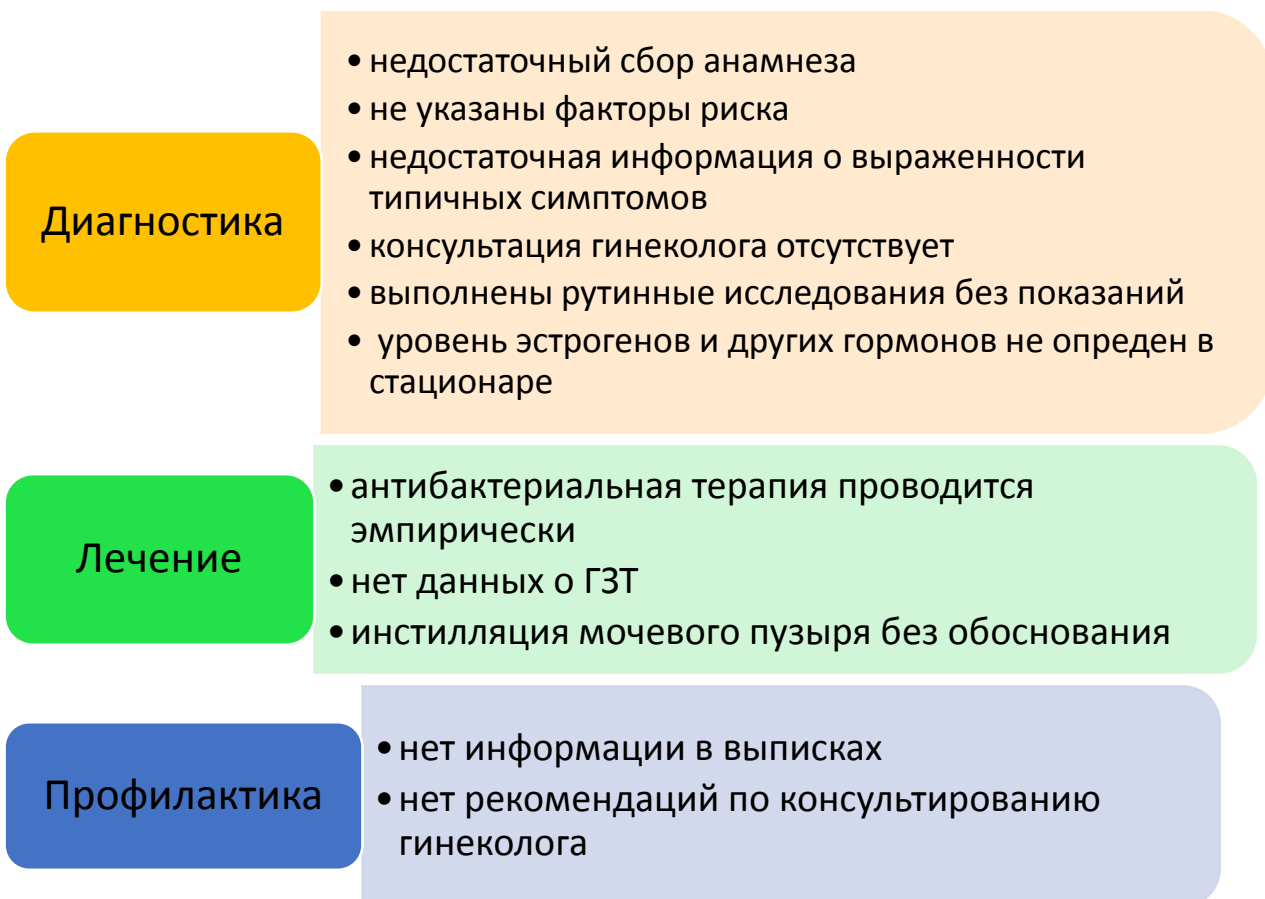 Диагностика
• недостаточный сбор анамнеза
• не указаны факторы риска
• недостаточная информация о выраженности
типичных симптомов
• консультация гинеколога отсутствует
• выполнены рутинные исследования без показаний
• уровень эстрогенов и других гормонов не опреден в
стационаре
Лечение
• антибактериальная терапия проводится
эмпирически
• нет данных о ГЗТ
• инстилляция мочевого пузыря без обоснования
Профилактика
• нет информации в выписках
• нет рекомендаций по консультированию
гинеколога